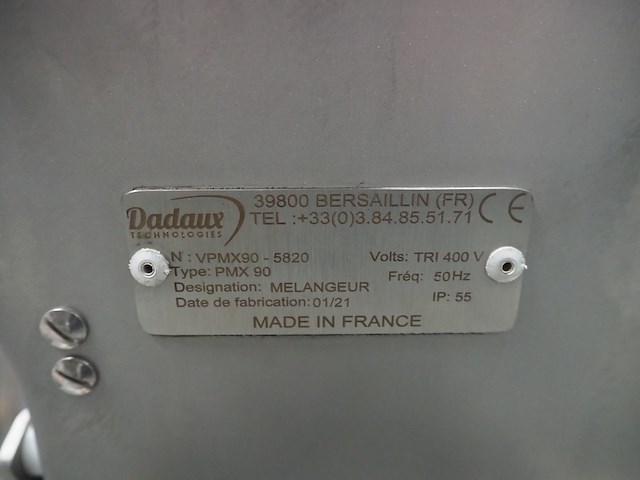 Dadaux
TECHNOLOGIES
39800 BERSAILLIN (FR)
TEL :+33(0)3.84.85.51.71
CE
N : VPMX90 - 5820
Volts: TRI 400 V
Type: PMX 90
Fréq: 50Hz
Designation: MELANGEUR
Date de fabrication: 01/21
IP: 55
MADE IN FRANCE